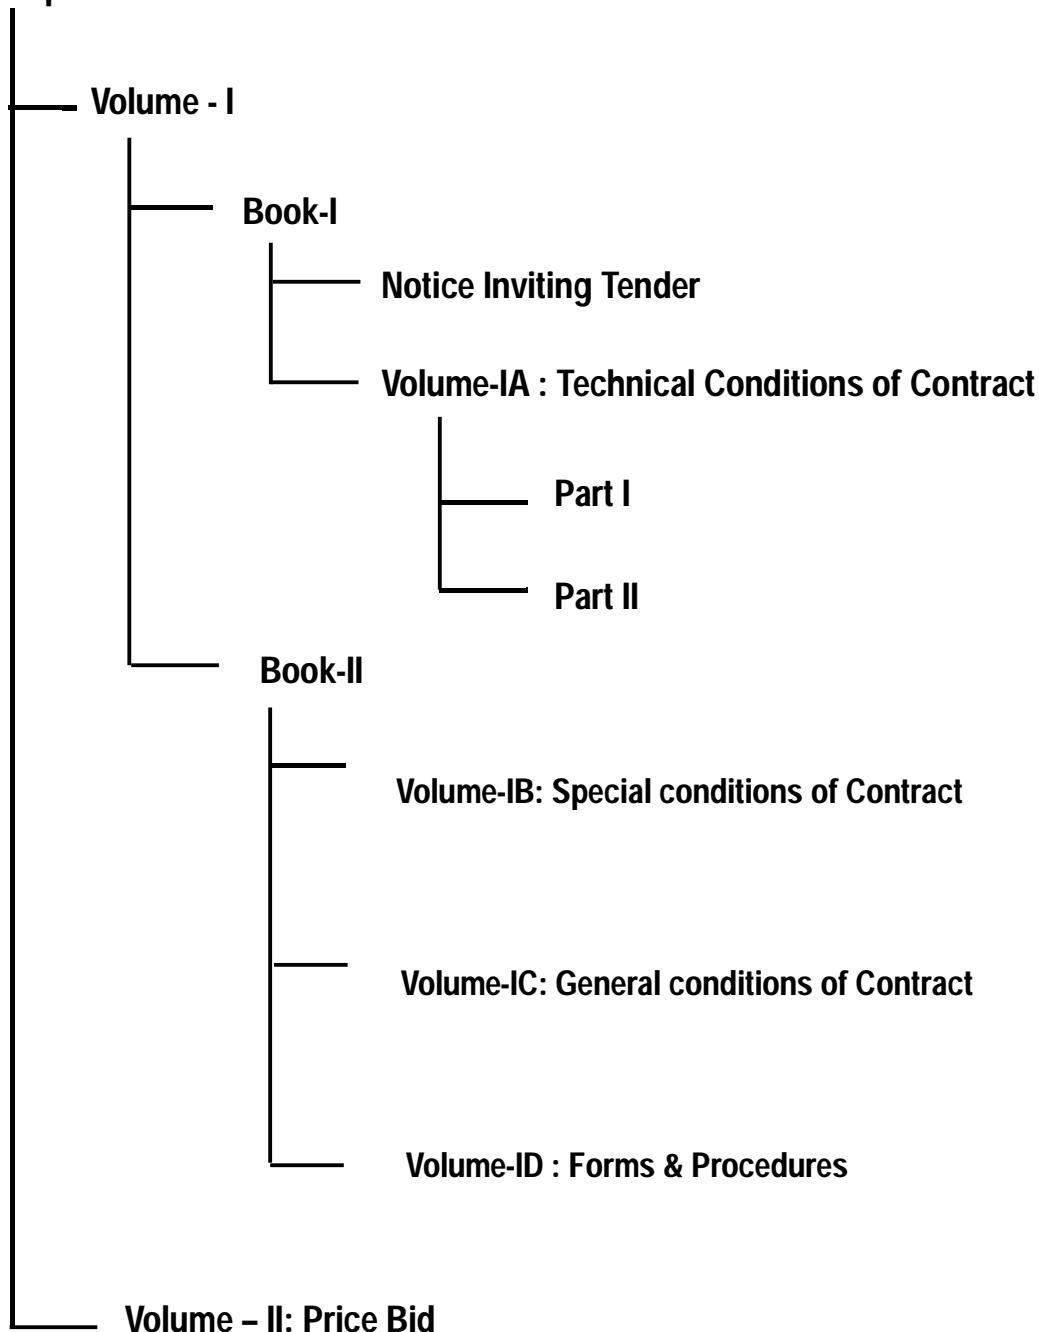 Volume - I
Book-I
Notice Inviting Tender
Volume-IA : Technical Conditions of Contract
Part I
Part II
Book-II
Volume-IB: Special conditions of Contract
Volume-IC: General conditions of Contract
Volume-ID : Forms & Procedures
Volume – II: Price Bid